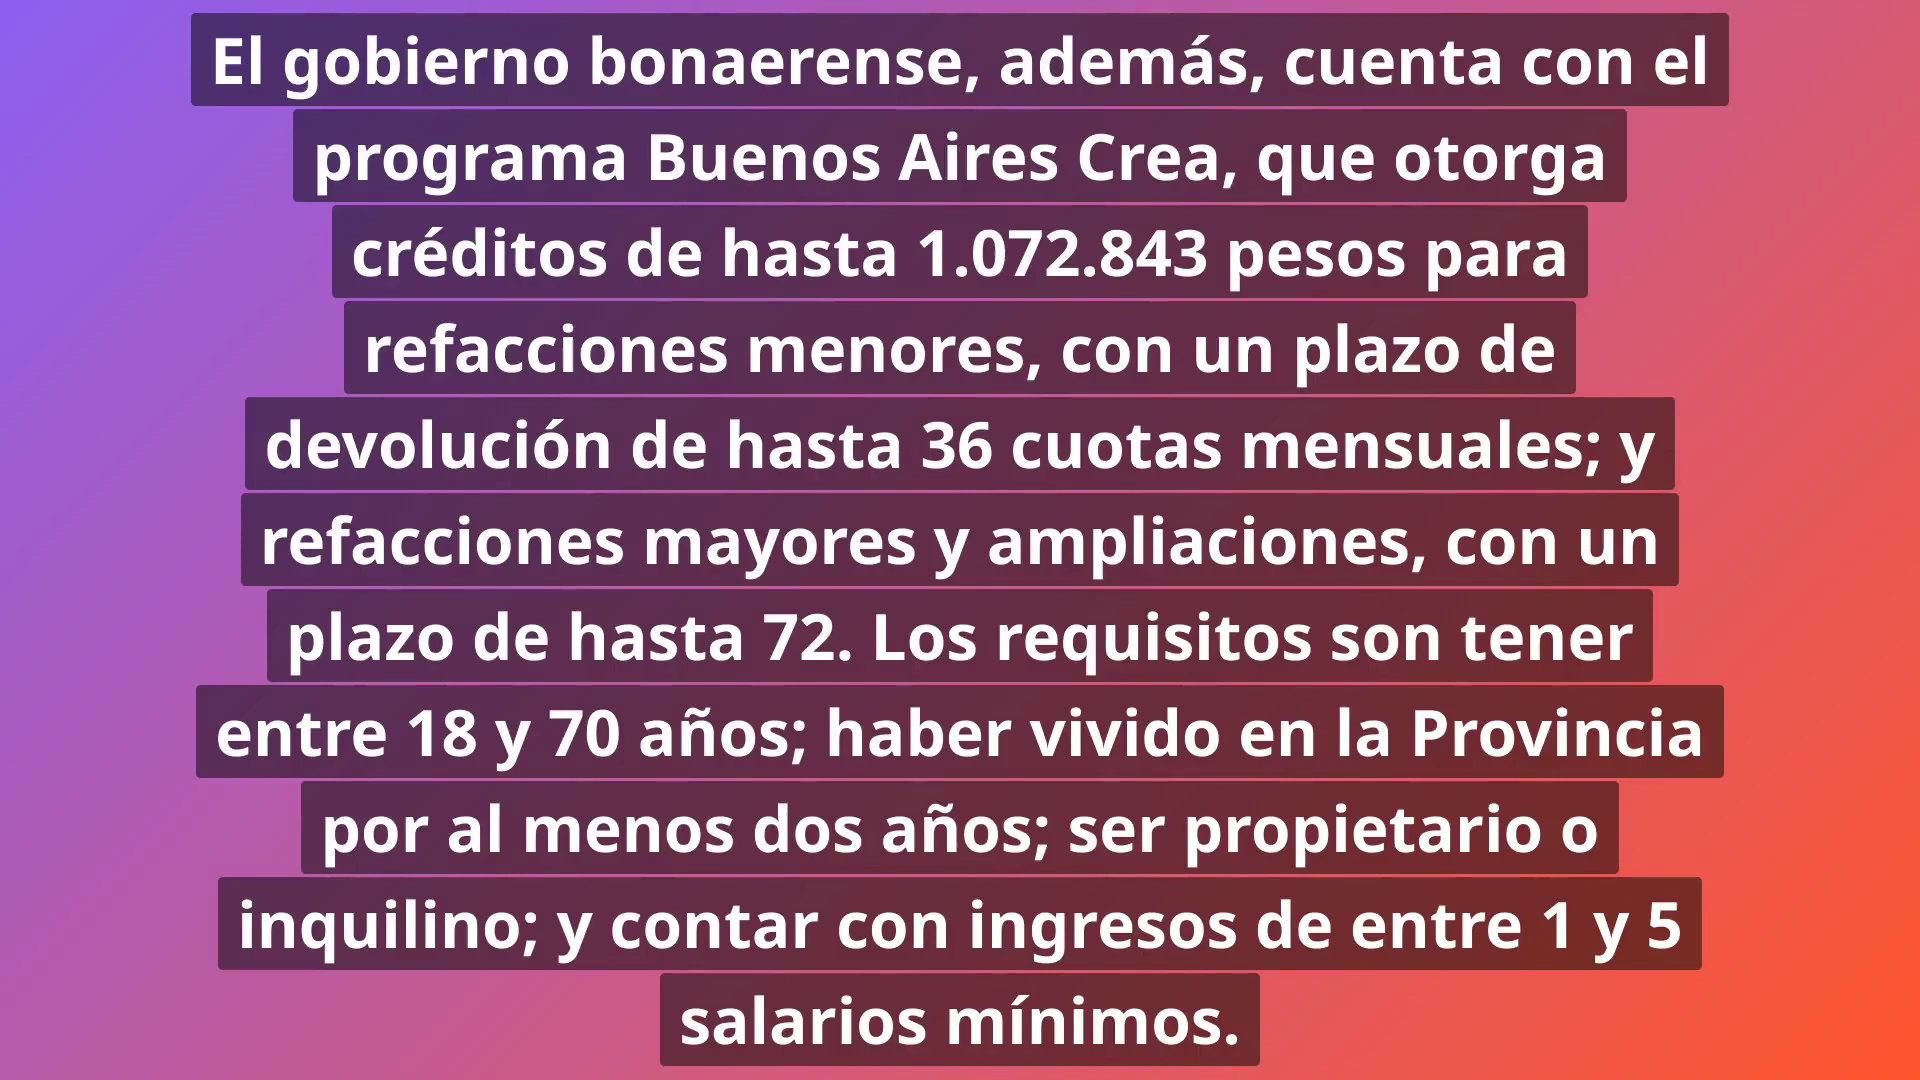 El gobierno bonaerense, además, cuenta con el
programa Buenos Aires Crea, que otorga
créditos de hasta 1.072.843 pesos para
refacciones menores, con un plazo de
devolución de hasta 36 cuotas mensuales; y
refacciones mayores y ampliaciones, con un
plazo de hasta 72. Los requisitos son tener
entre 18 y 70 años; haber vivido en la Provincia
por al menos dos años; ser propietario o
inquilino; y contar con ingresos de entre 1 y 5
salarios mínimos.